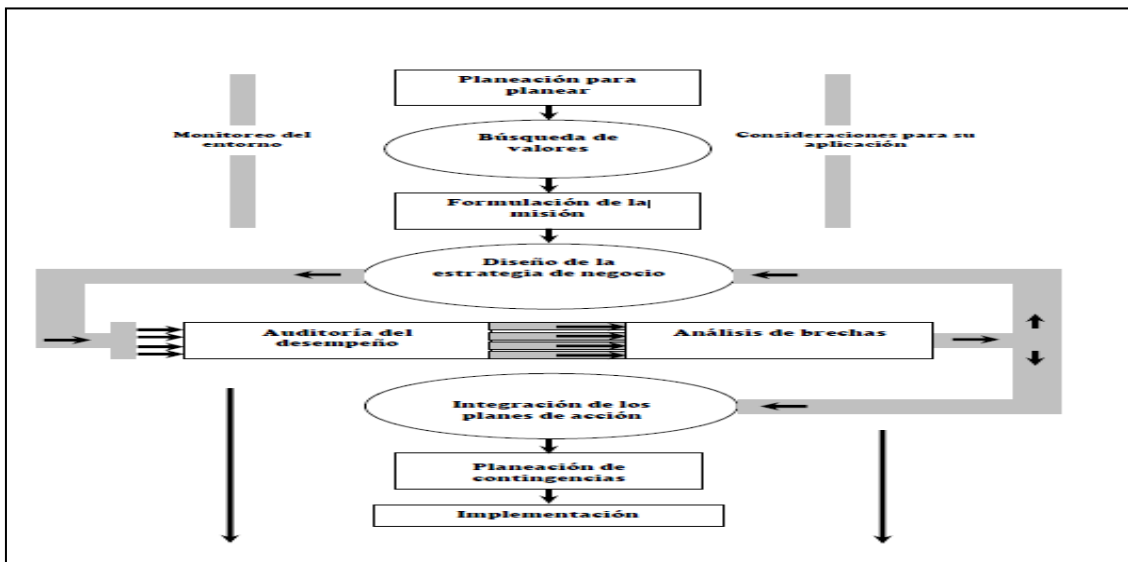 Planeación para
planear
Monitoreo del
entorno
Búsqueda de
valores
Consideraciones para su
aplicación
Formulación de la
misión
Diseño de la
estrategia de negocio
Auditoría del
desempeño
Análisis de brechas
Integración de los
planes de acción
Planeación de
contingencias
Implementación